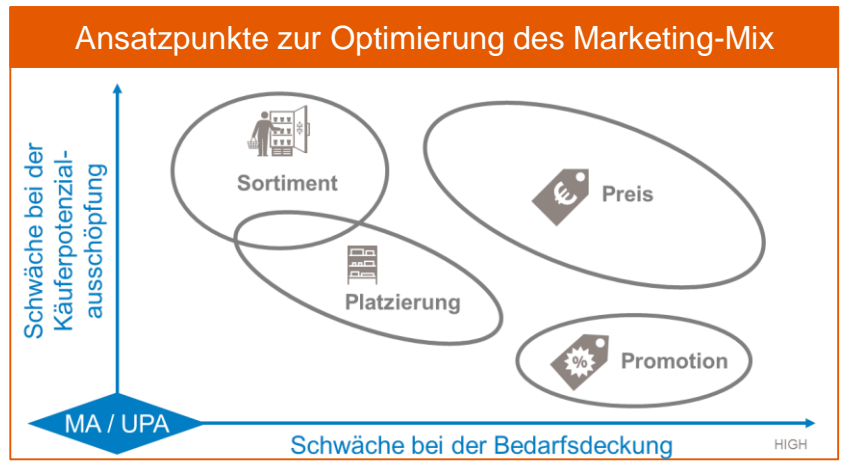 Ansatzpunkte zur Optimierung des Marketing-Mix
Schwäche bei der
Käuferpotenzial-
ausschöpfung
Sortiment
€
Preis
Platzierung
%
Promotion
MA / UPA
Schwäche bei der Bedarfsdeckung
HIGH